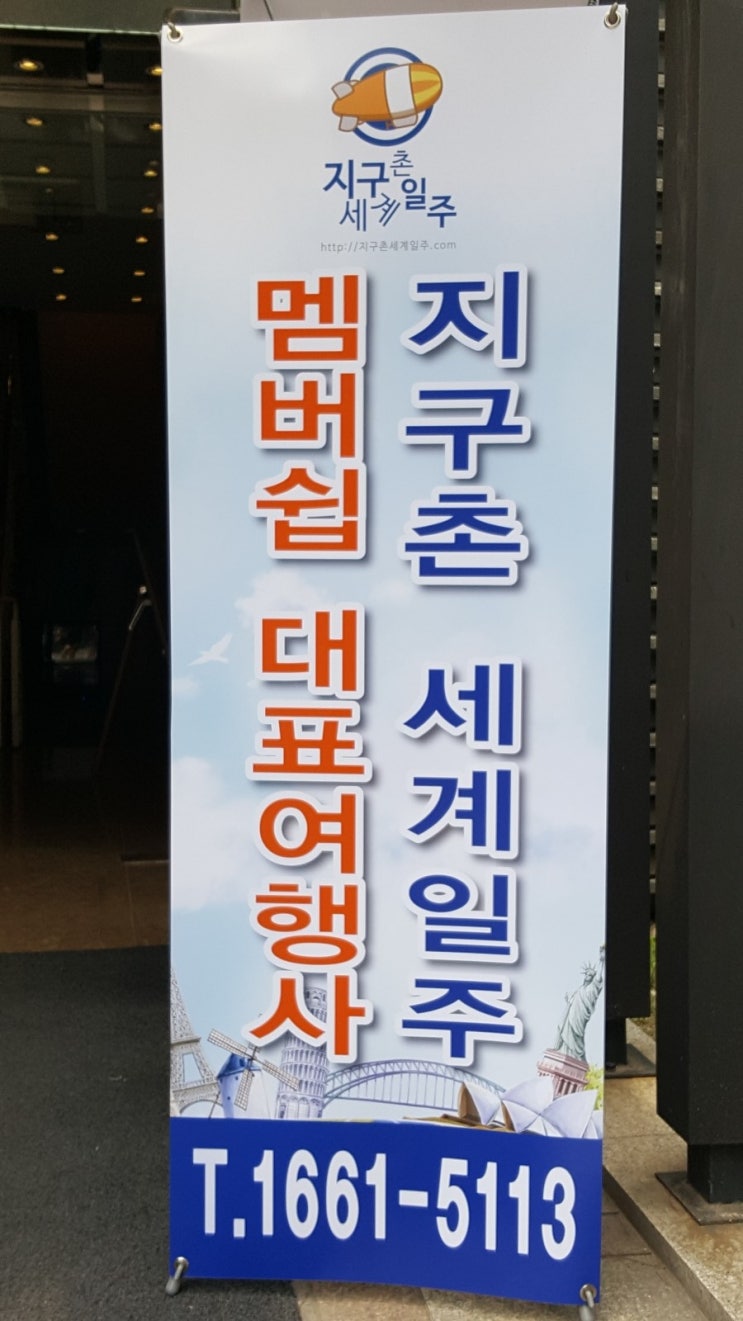 지구촌
세계일주
http://지구촌세계일주.com
지구촌 세계일주
멤버쉽 대표여행사
T.1661-5113